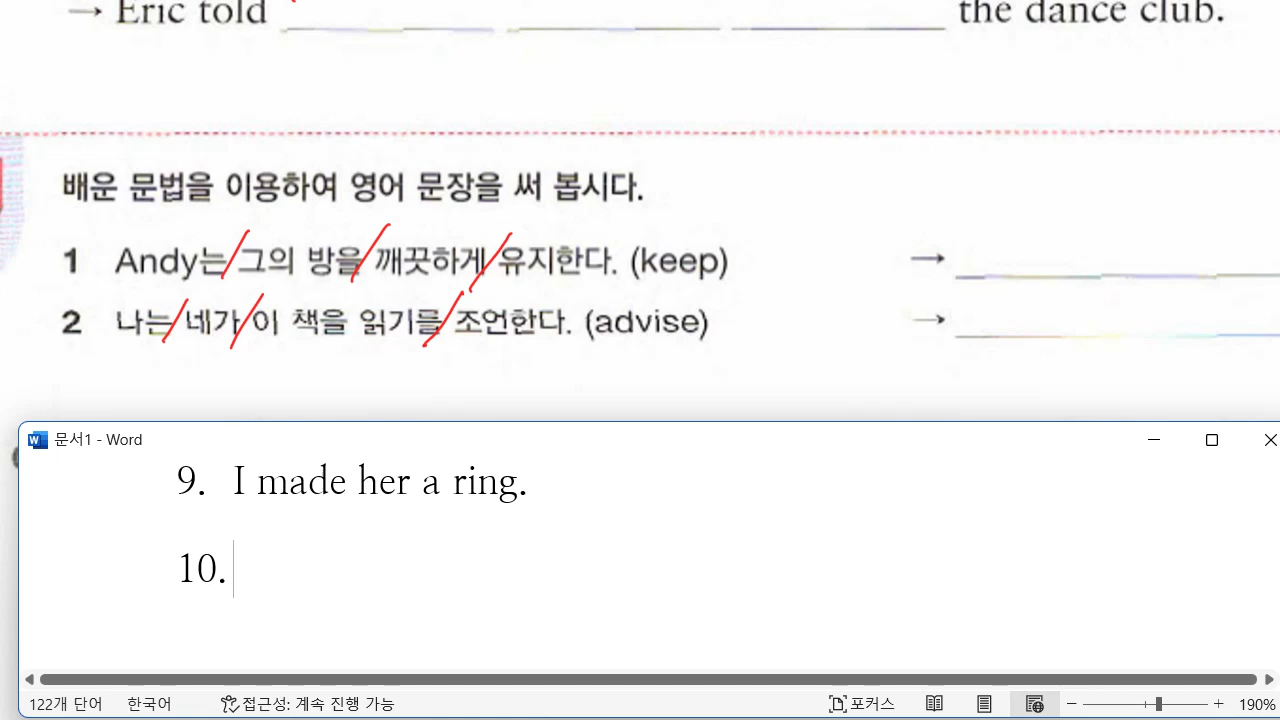 → Eric told ______ ______ ______ the dance club.
배운 문법을 이용하여 영어 문장을 써 봅시다.
1 Andy는 그의 방을 깨끗하게 유지한다. (keep) →
2 나는 네가 이 책을 읽기를 조언한다. (advise) →
문서1 - Word
9. I made her a ring.
10.
122개 단어 한국어 접근성: 계속 진행 가능 포커스 190%